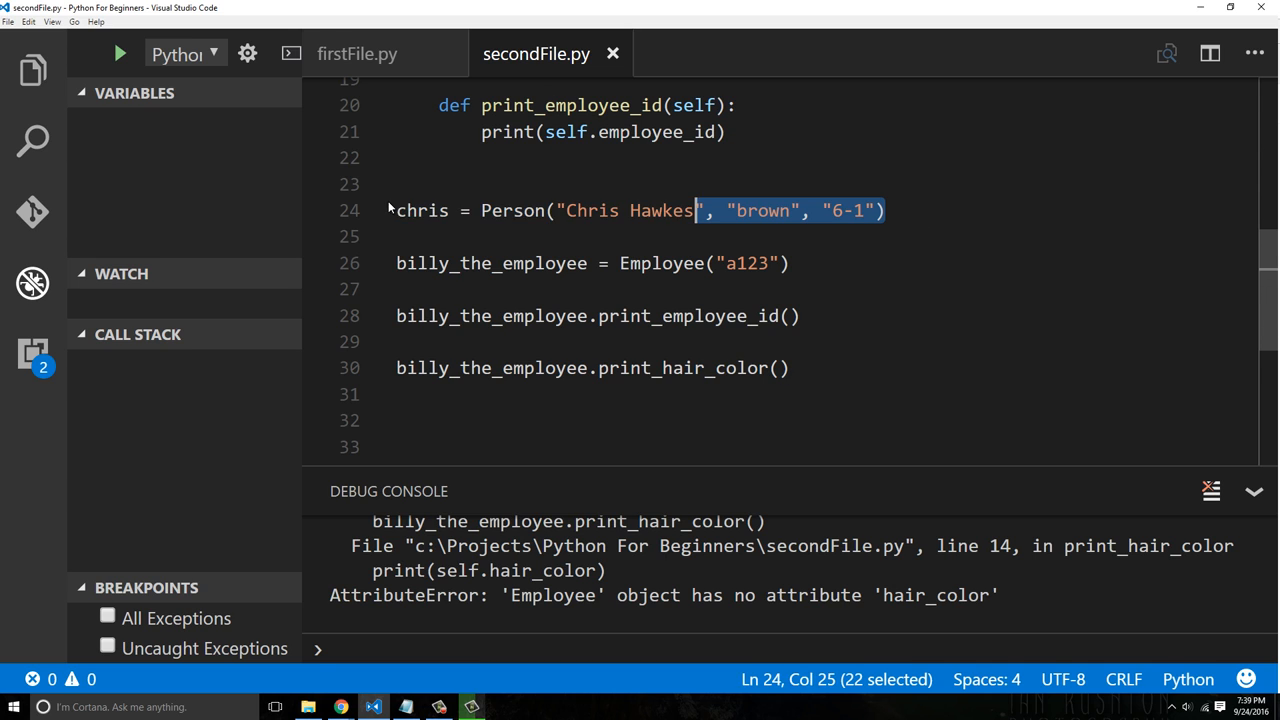 secondFile.py - Python For Beginners - Visual Studio Code
File Edit View Go Help
Pythor
firstFile.py
secondFile.py
VARIABLES
WATCH
CALL STACK
2
BREAKPOINTS
All Exceptions
Uncaught Exceptions
19
20 def print_employee_id(self):
21 print(self.employee_id)
22
23
24 chris = Person("Chris Hawkes", "brown", "6-1")
25
26 billy_the_employee = Employee("a123")
27
28 billy_the_employee.print_employee_id()
29
30 billy_the_employee.print_hair_color()
31
32
33
DEBUG CONSOLE
billy_the_employee.print_hair_color()
File "c:\Projects\Python For Beginners\secondFile.py", line 14, in print_hair_color
print(self.hair_color)
AttributeError: 'Employee' object has no attribute 'hair_color'
0 0 Ln 24, Col 25 (22 selected) Spaces: 4 UTF-8 CRLF Python
I'm Cortana. Ask me anything.
7:39 PM
9/24/2016